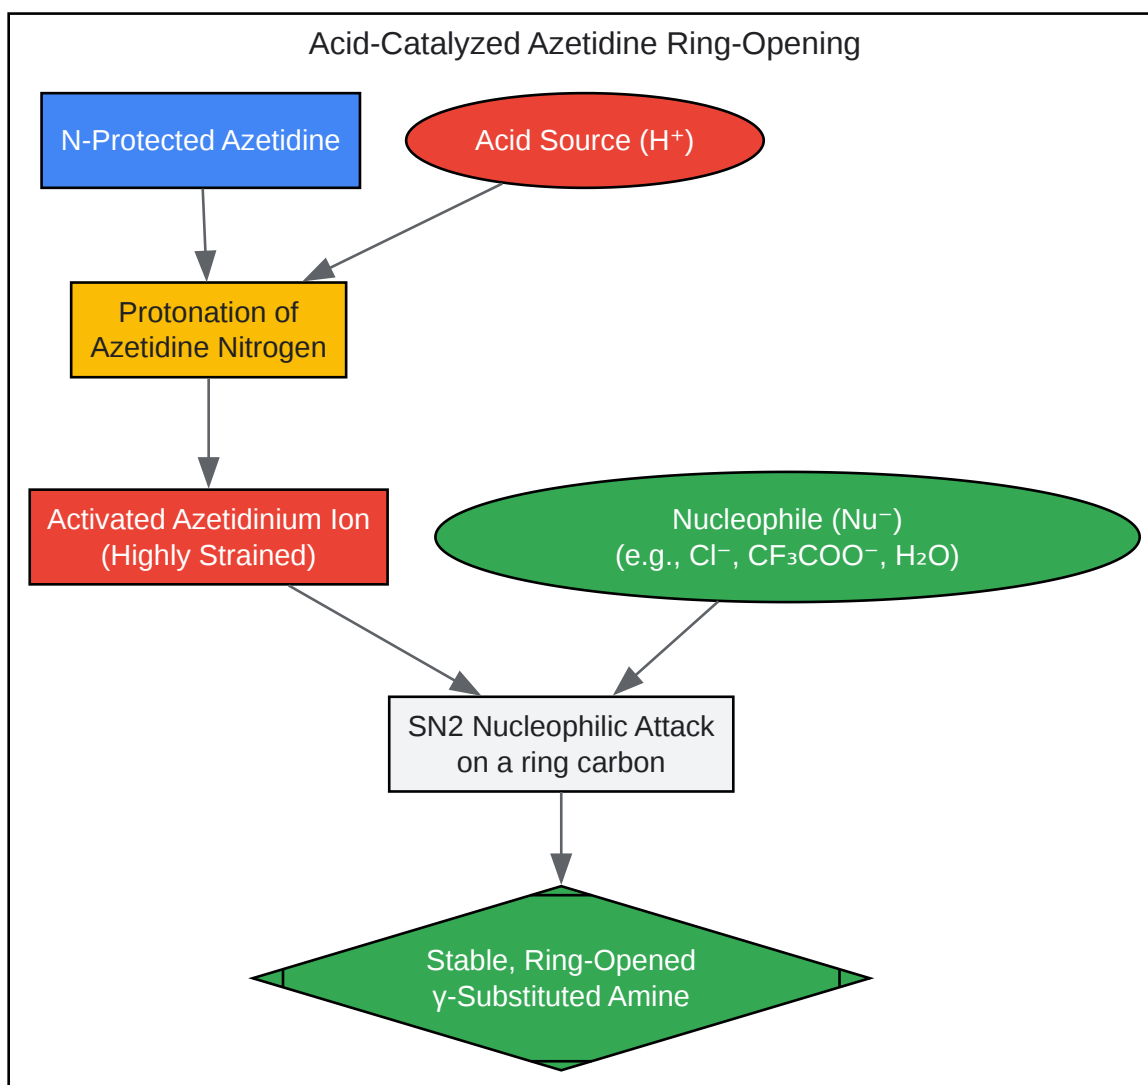 Acid-Catalyzed Azetidine Ring-Opening
N-Protected Azetidine
Acid Source (H⁺)
Protonation of
Azetidine Nitrogen
Activated Azetidinium Ion
(Highly Strained)
Nucleophile (Nu⁻)
(e.g., Cl⁻, CF₃COO⁻, H₂O)
SN2 Nucleophilic Attack
on a ring carbon
Stable, Ring-Opened
γ-Substituted Amine